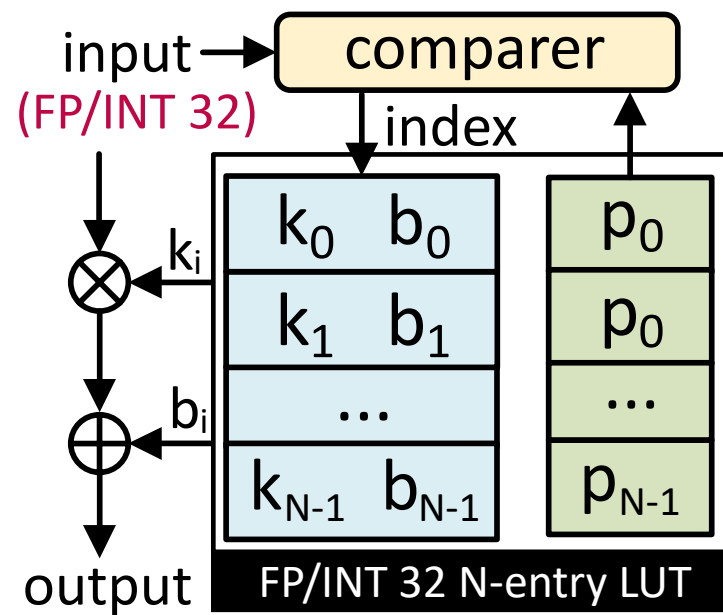 input
comparer
(FP/INT 32)
index
k0 b0
p0
ki
k1 b1
p0
...
...
bi
kN-1 bN-1
pN-1
output
FP/INT 32 N-entry LUT